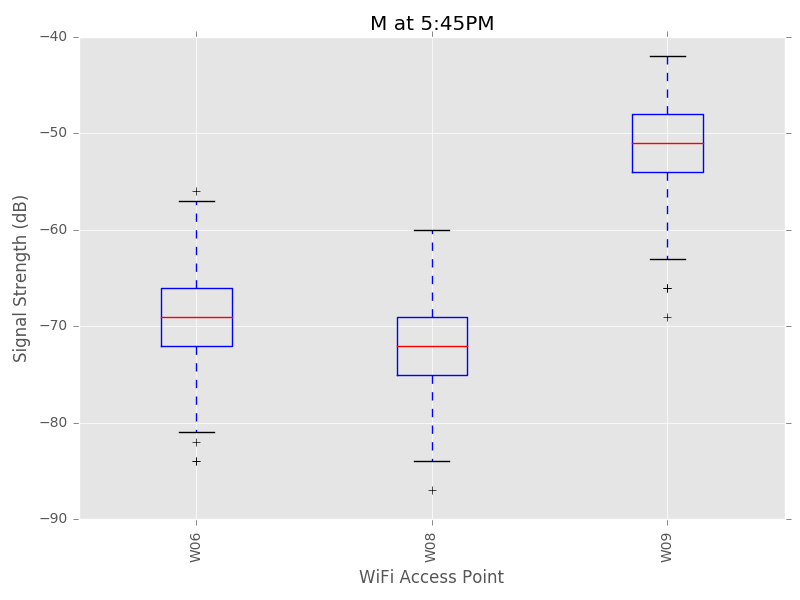 M at 5:45PM
Signal Strength (dB)
−40
−50
−60
−70
−80
−90
W06
W08
W09
WiFi Access Point